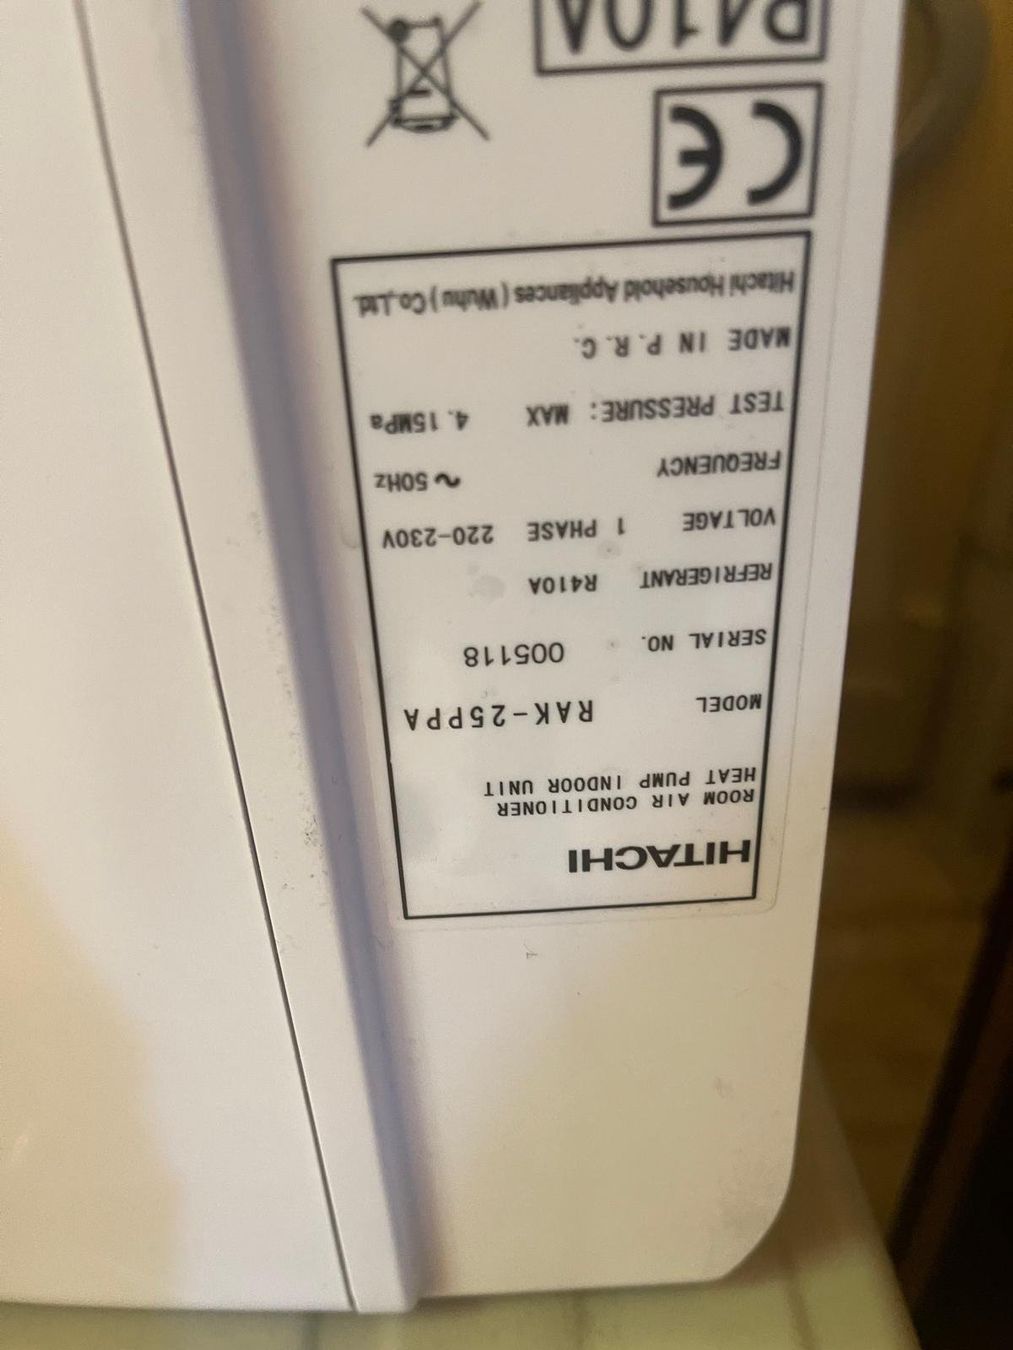 HITACHI
ROOM AIR CONDITIONER
HEAT PUMP INDOOR UNIT
MODEL RAK-25PPA
SERIAL NO. 005118
REFRIGERANT R410A
VOLTAGE 1 PHASE 220-230V
FREQUENCY ~ 50Hz
TEST PRESSURE: MAX 4.15MPa
MADE IN P.R.C.
Hitachi Household Appliances (Wuhu) Co.,Ltd.
CE
R410A